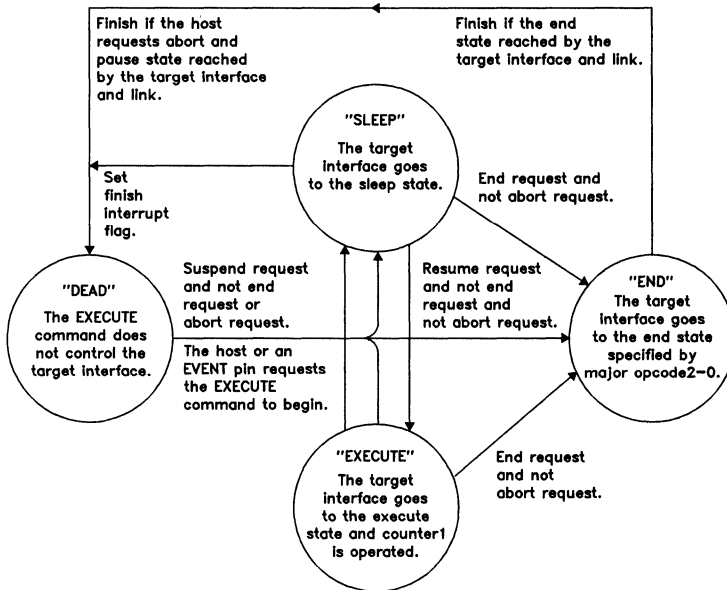 Finish if the host
requests abort and
pause state reached
by the target interface
and link.
Finish if the end
state reached by the
target interface and link.
"SLEEP"
The target
interface goes
to the sleep state.
Set
finish
interrupt
flag.
End request and
not abort request.
"DEAD"
The EXECUTE
command does
not control the
target interface.
Suspend request
and not end
request or
abort request.
Resume request
and not end
request and
not abort request.
"END"
The target
interface goes
to the end state
specified by
major opcode2-0.
The host or an
EVENT pin requests
the EXECUTE
command to begin.
"EXECUTE"
The target
interface goes
to the execute
state and counter1
is operated.
End request
and not
abort request.